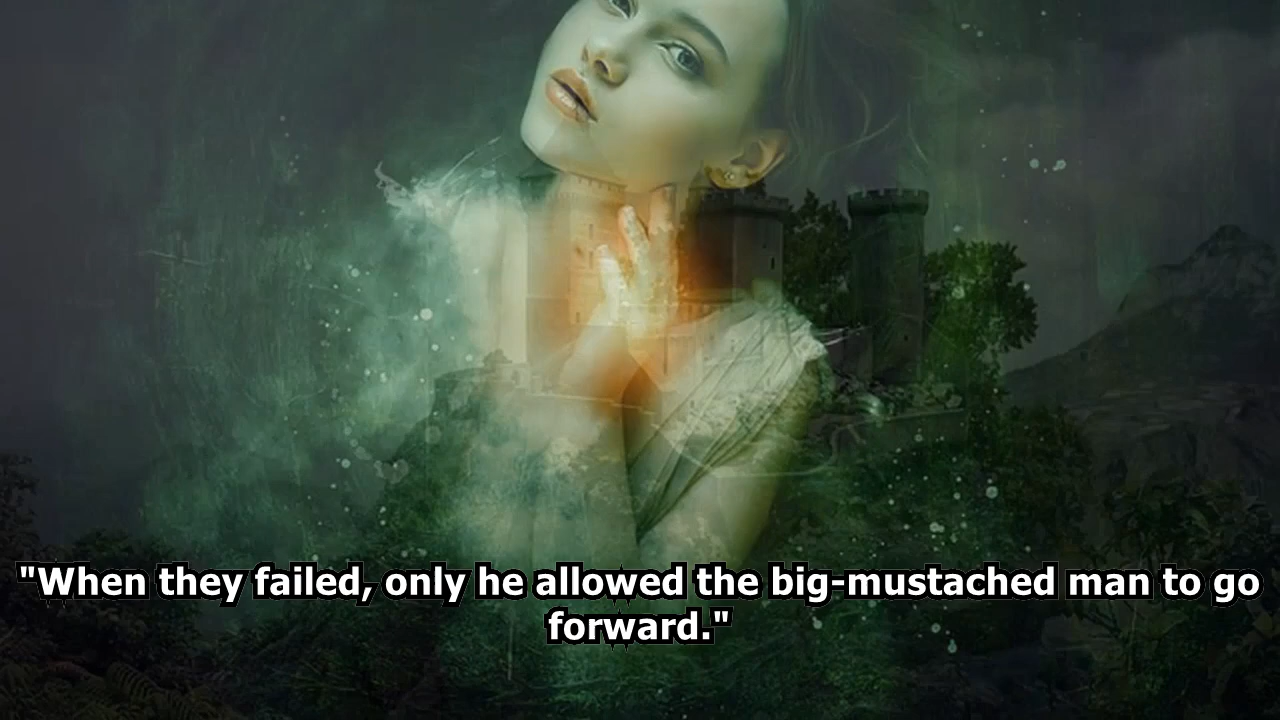 "When they failed, only he allowed the big-mustached man to go
forward."